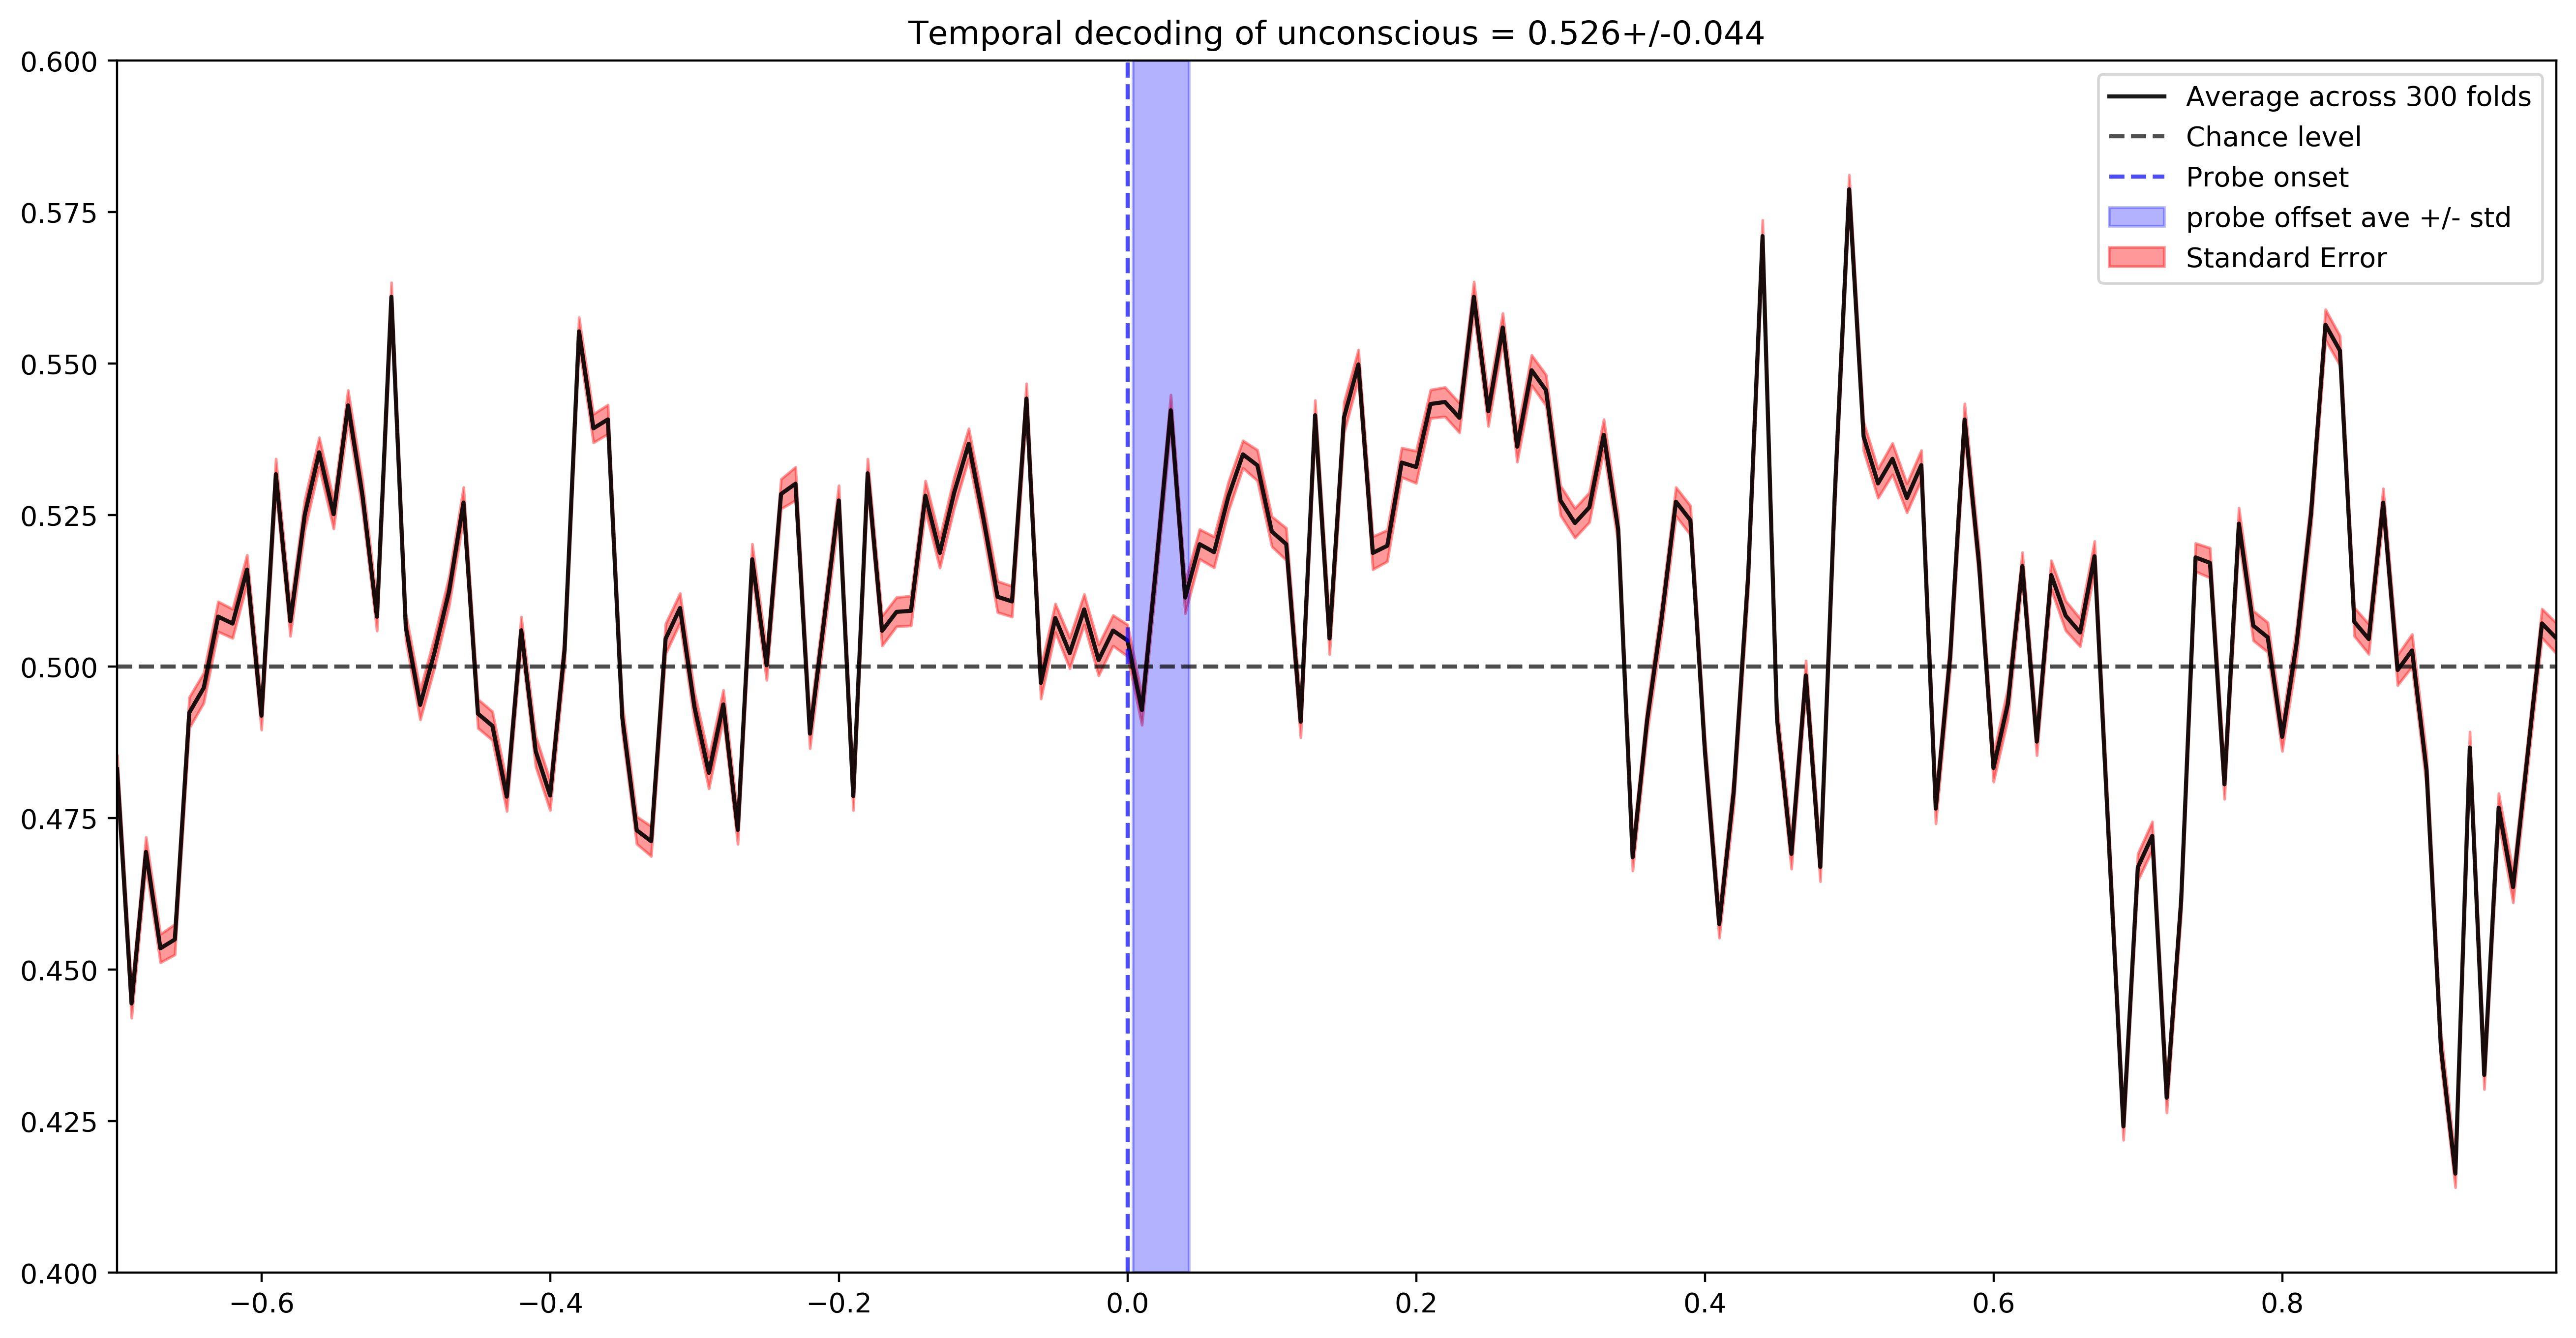 Temporal decoding of unconscious = 0.526+/-0.044
0.600
0.575
0.550
0.525
0.500
0.475
0.450
0.425
0.400
Average across 300 folds
Chance level
Probe onset
probe offset ave +/- std
Standard Error
−0.6 −0.4 −0.2 0.0 0.2 0.4 0.6 0.8